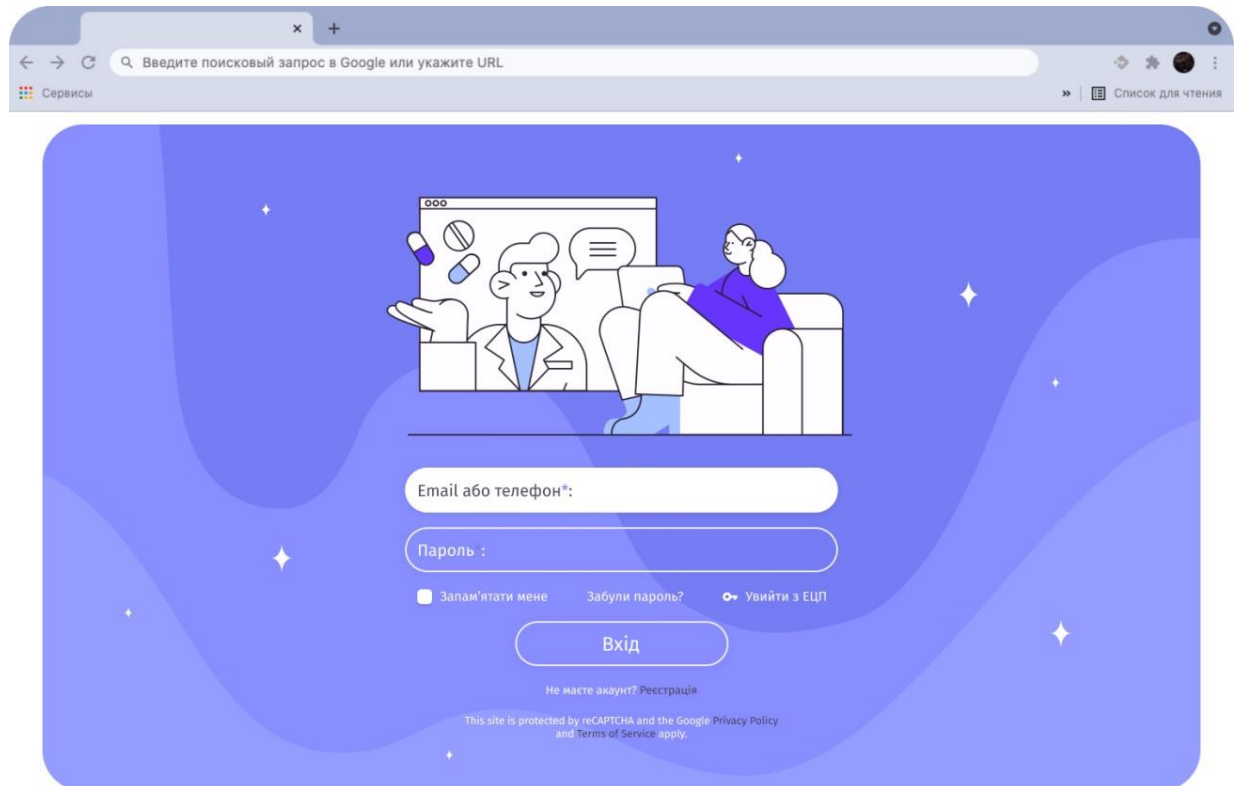 Введите поисковый запрос в Google или укажите URL
Сервисы
Список для чтения
Email або телефон*:
Пароль*:
Запам'ятати мене
Забули пароль?
Увийти з ЕЦП
Вхід
Не маєте акаунт? Реєстрація
This site is protected by reCAPTCHA and the Google Privacy Policy
and Terms of Service apply.